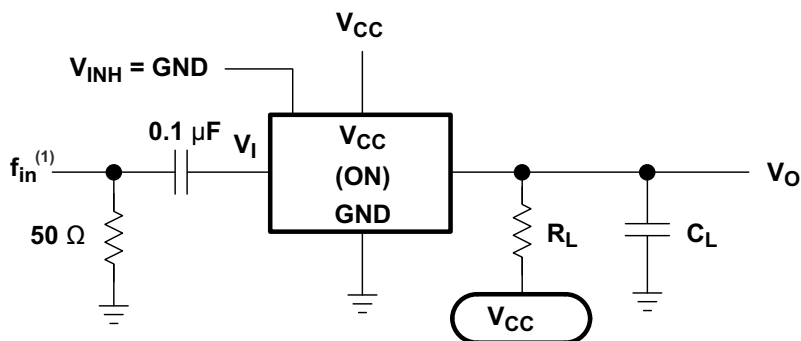 VCC
VINH = GND
0.1 μF
VI
VCC
(ON)
GND
fin(1)
50 Ω
RL
CL
VO
VCC